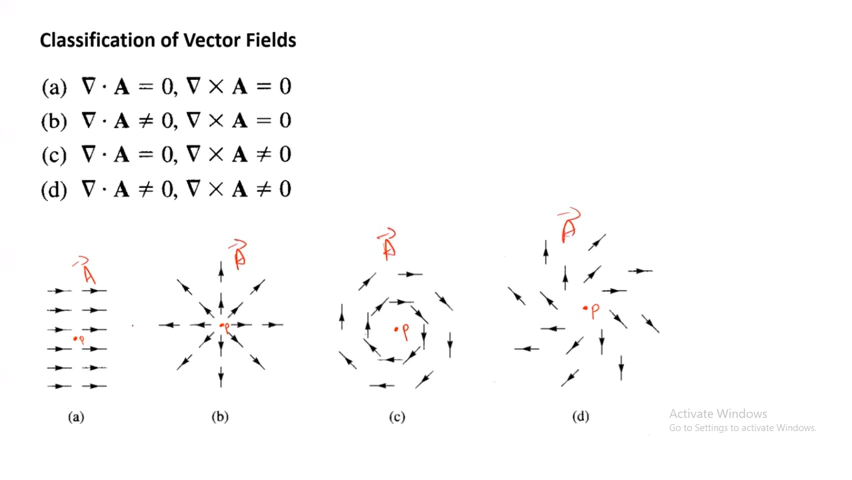 Classification of Vector Fields
(a) ∇ · A = 0, ∇ × A = 0
(b) ∇ · A ≠ 0, ∇ × A = 0
(c) ∇ · A = 0, ∇ × A ≠ 0
(d) ∇ · A ≠ 0, ∇ × A ≠ 0
A⃗ A⃗ A⃗ A⃗
P P P P
(a) (b) (c) (d)
Activate Windows
Go to Settings to activate Windows.